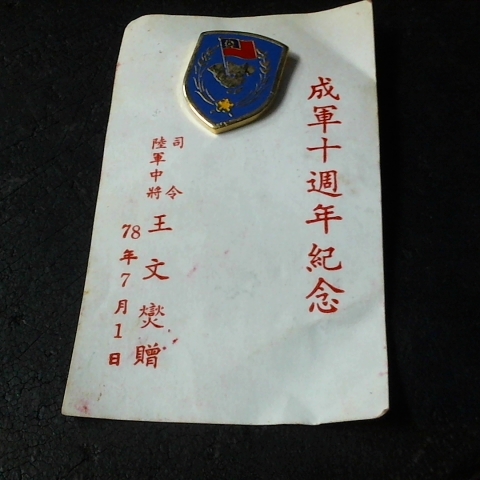 成軍十週年紀念
司令
陸軍中將
王文燮贈
78年7月1日